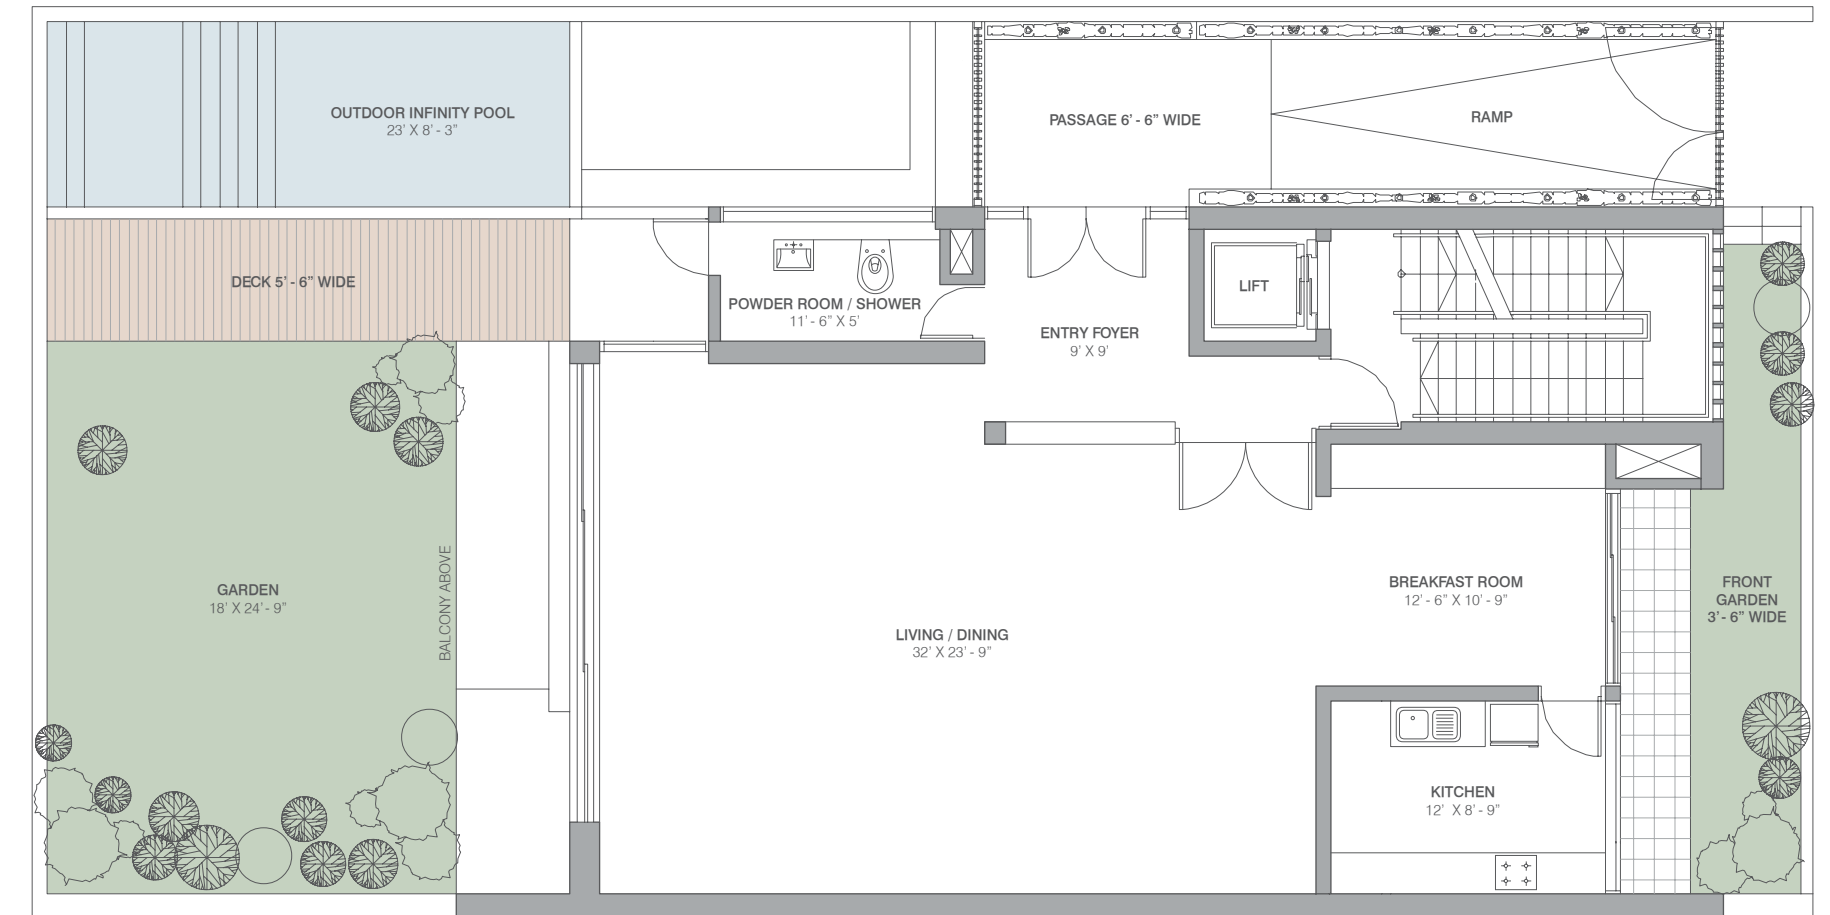 OUTDOOR INFINITY POOL
23' X 8' - 3”
PASSAGE 6' - 6” WIDE
RAMP
DECK 5' - 6” WIDE
POWDER ROOM / SHOWER
11' - 6” X 5'
ENTRY FOYER
9' X 9'
LIFT
GARDEN
18' X 24' - 9”
BALCONY ABOVE
LIVING / DINING
32' X 23' - 9”
BREAKFAST ROOM
12' - 6” X 10' - 9”
FRONT
GARDEN
3' - 6” WIDE
KITCHEN
12' X 8' - 9”